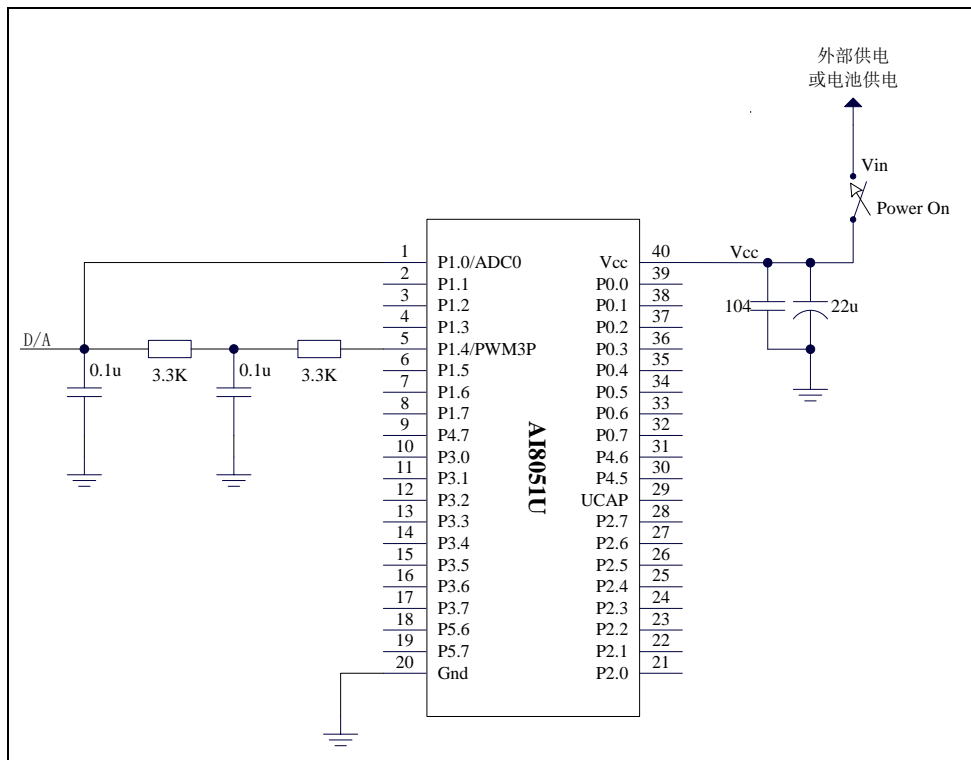 外部供电
或电池供电
Vin
Power On
Vcc
104
22u
D/A
0.1u
3.3K
0.1u
3.3K
AI8051U
1 P1.0/ADC0 Vcc 40
2 P1.1 P0.0 39
3 P1.2 P0.1 38
4 P1.3 P0.2 37
5 P1.4/PWM3P P0.3 36
6 P1.5 P0.4 35
7 P1.6 P0.5 34
8 P1.7 P0.6 33
9 P4.7 P0.7 32
10 P3.0 P4.6 31
11 P3.1 P4.5 30
12 P3.2 UCAP 29
13 P3.3 P2.7 28
14 P3.4 P2.6 27
15 P3.5 P2.5 26
16 P3.6 P2.4 25
17 P3.7 P2.3 24
18 P5.6 P2.2 23
19 P5.7 P2.1 22
20 Gnd P2.0 21